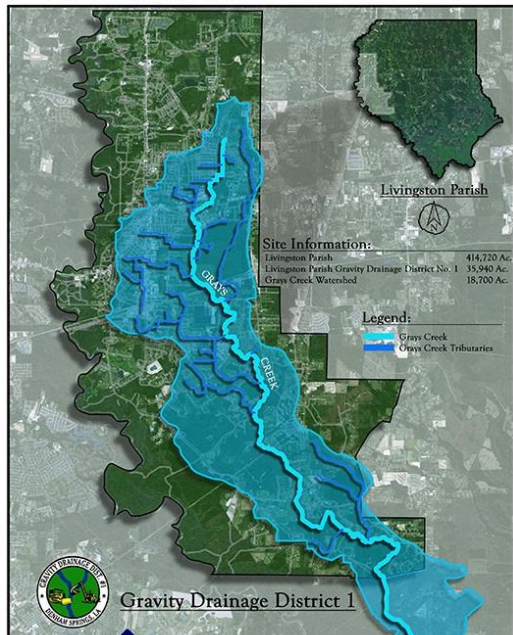 Livingston Parish
Site Information:
Livingston Parish 414,720 Ac.
Livingston Parish Gravity Drainage District No. 1 35,940 Ac.
Grays Creek Watershed 18,700 Ac.
Legend:
Grays Creek
Grays Creek Tributaries
GRAYS
CREEK
GRAVITY DRAINAGE DIST. #1
DENHAM SPRINGS, LA
Gravity Drainage District 1